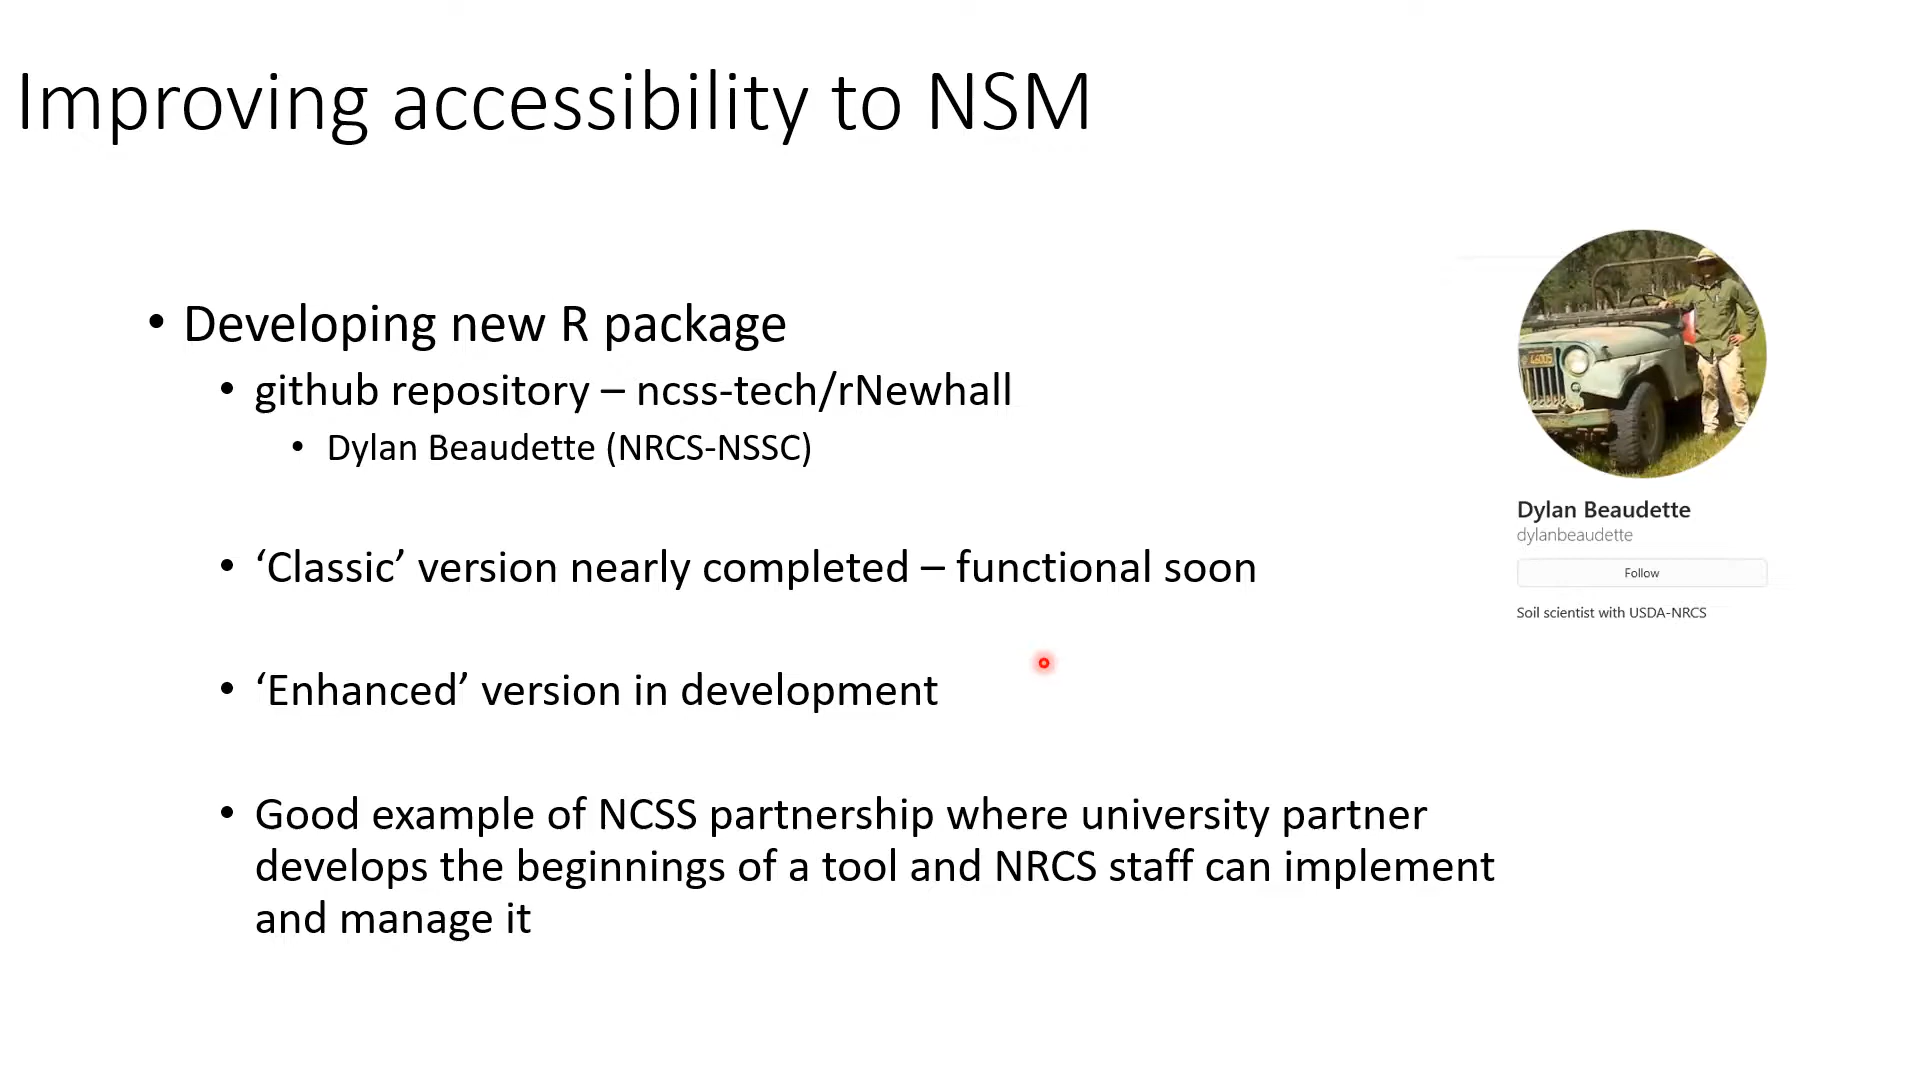 Improving accessibility to NSM
• Developing new R package
• github repository – ncss-tech/rNewhall
• Dylan Beaudette (NRCS-NSSC)
• ‘Classic’ version nearly completed – functional soon
• ‘Enhanced’ version in development
• Good example of NCSS partnership where university partner
develops the beginnings of a tool and NRCS staff can implement
and manage it
Dylan Beaudette
dylanbeaudette
Follow
Soil scientist with USDA-NRCS